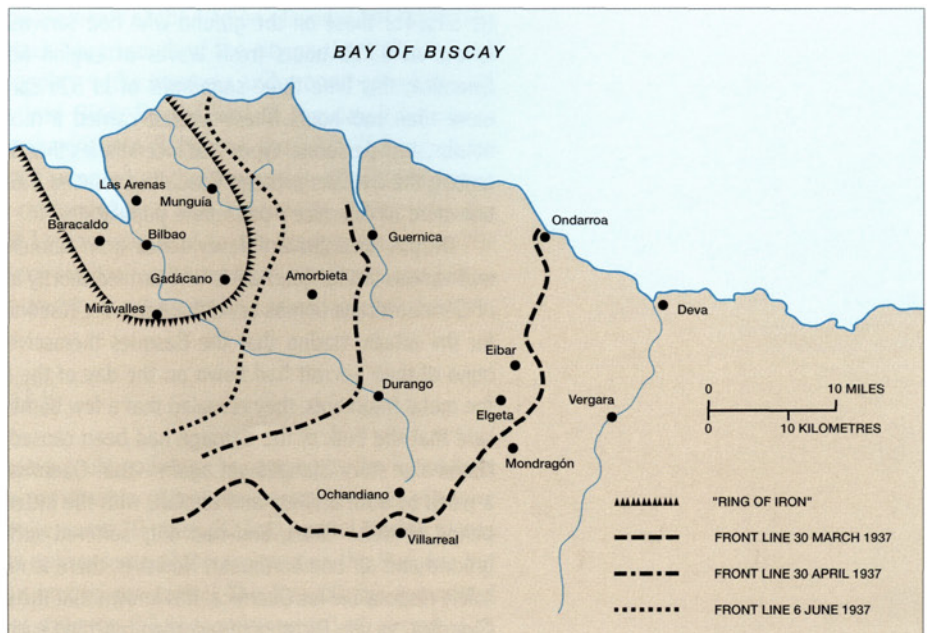 BAY OF BISCAY
Las Arenas
Munguía
Baracaldo
Bilbao
Guernica
Ondarroa
Gadácano
Amorbieta
Miravalles
Deva
Eibar
Durango
Elgeta
Vergara
Mondragón
Ochandiano
Villarreal
0 10 MILES
0 10 KILOMETRES
"RING OF IRON"
FRONT LINE 30 MARCH 1937
FRONT LINE 30 APRIL 1937
FRONT LINE 6 JUNE 1937